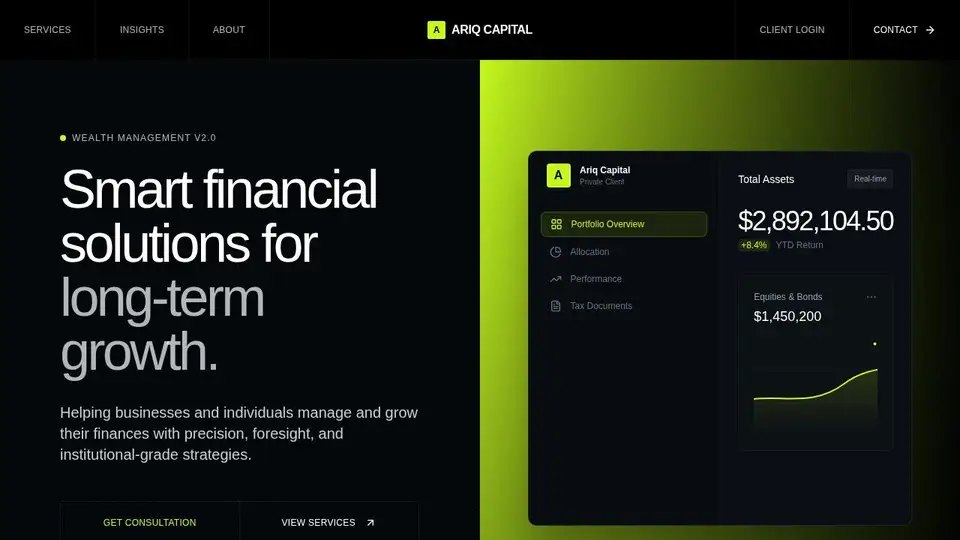 SERVICES
INSIGHTS
ABOUT
A
ARIQ CAPITAL
CLIENT LOGIN
CONTACT
WEALTH MANAGEMENT V2.0
Smart financial
solutions for
long-term
growth.
Helping businesses and individuals manage and grow
their finances with precision, foresight, and
institutional-grade strategies.
GET CONSULTATION
VIEW SERVICES
A
Ariq Capital
Private Client
Portfolio Overview
Allocation
Performance
Tax Documents
Total Assets
Real-time
$2,892,104.50
+8.4%
YTD Return
Equities & Bonds
$1,450,200